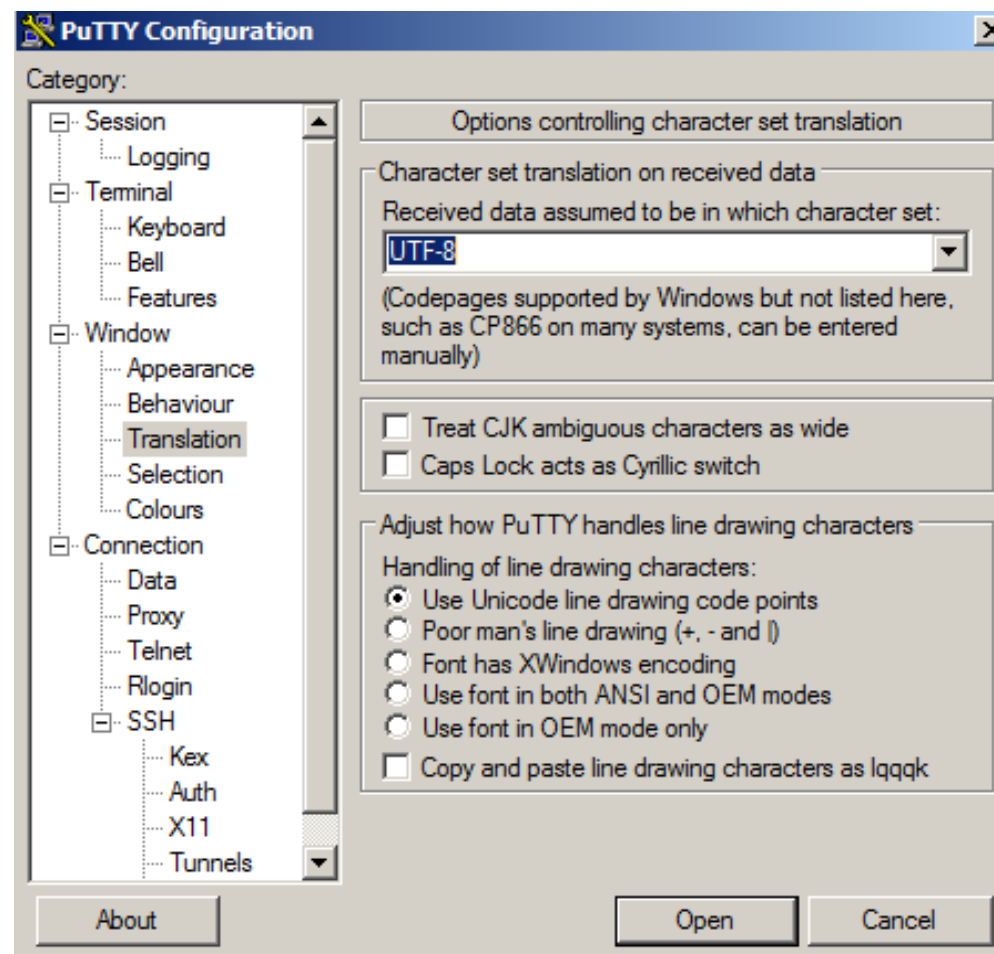 PuTTY Configuration
Category:
Session
Logging
Terminal
Keyboard
Bell
Features
Window
Appearance
Behaviour
Translation
Selection
Colours
Connection
Data
Proxy
Telnet
Rlogin
SSH
Kex
Auth
X11
Tunnels
Options controlling character set translation
Character set translation on received data
Received data assumed to be in which character set:
UTF-8
(Codepages supported by Windows but not listed here,
such as CP866 on many systems, can be entered
manually)
Treat CJK ambiguous characters as wide
Caps Lock acts as Cyrillic switch
Adjust how PuTTY handles line drawing characters
Handling of line drawing characters:
Use Unicode line drawing code points
Poor man's line drawing (+, - and |)
Font has XWindows encoding
Use font in both ANSI and OEM modes
Use font in OEM mode only
Copy and paste line drawing characters as lqqqk
About
Open
Cancel